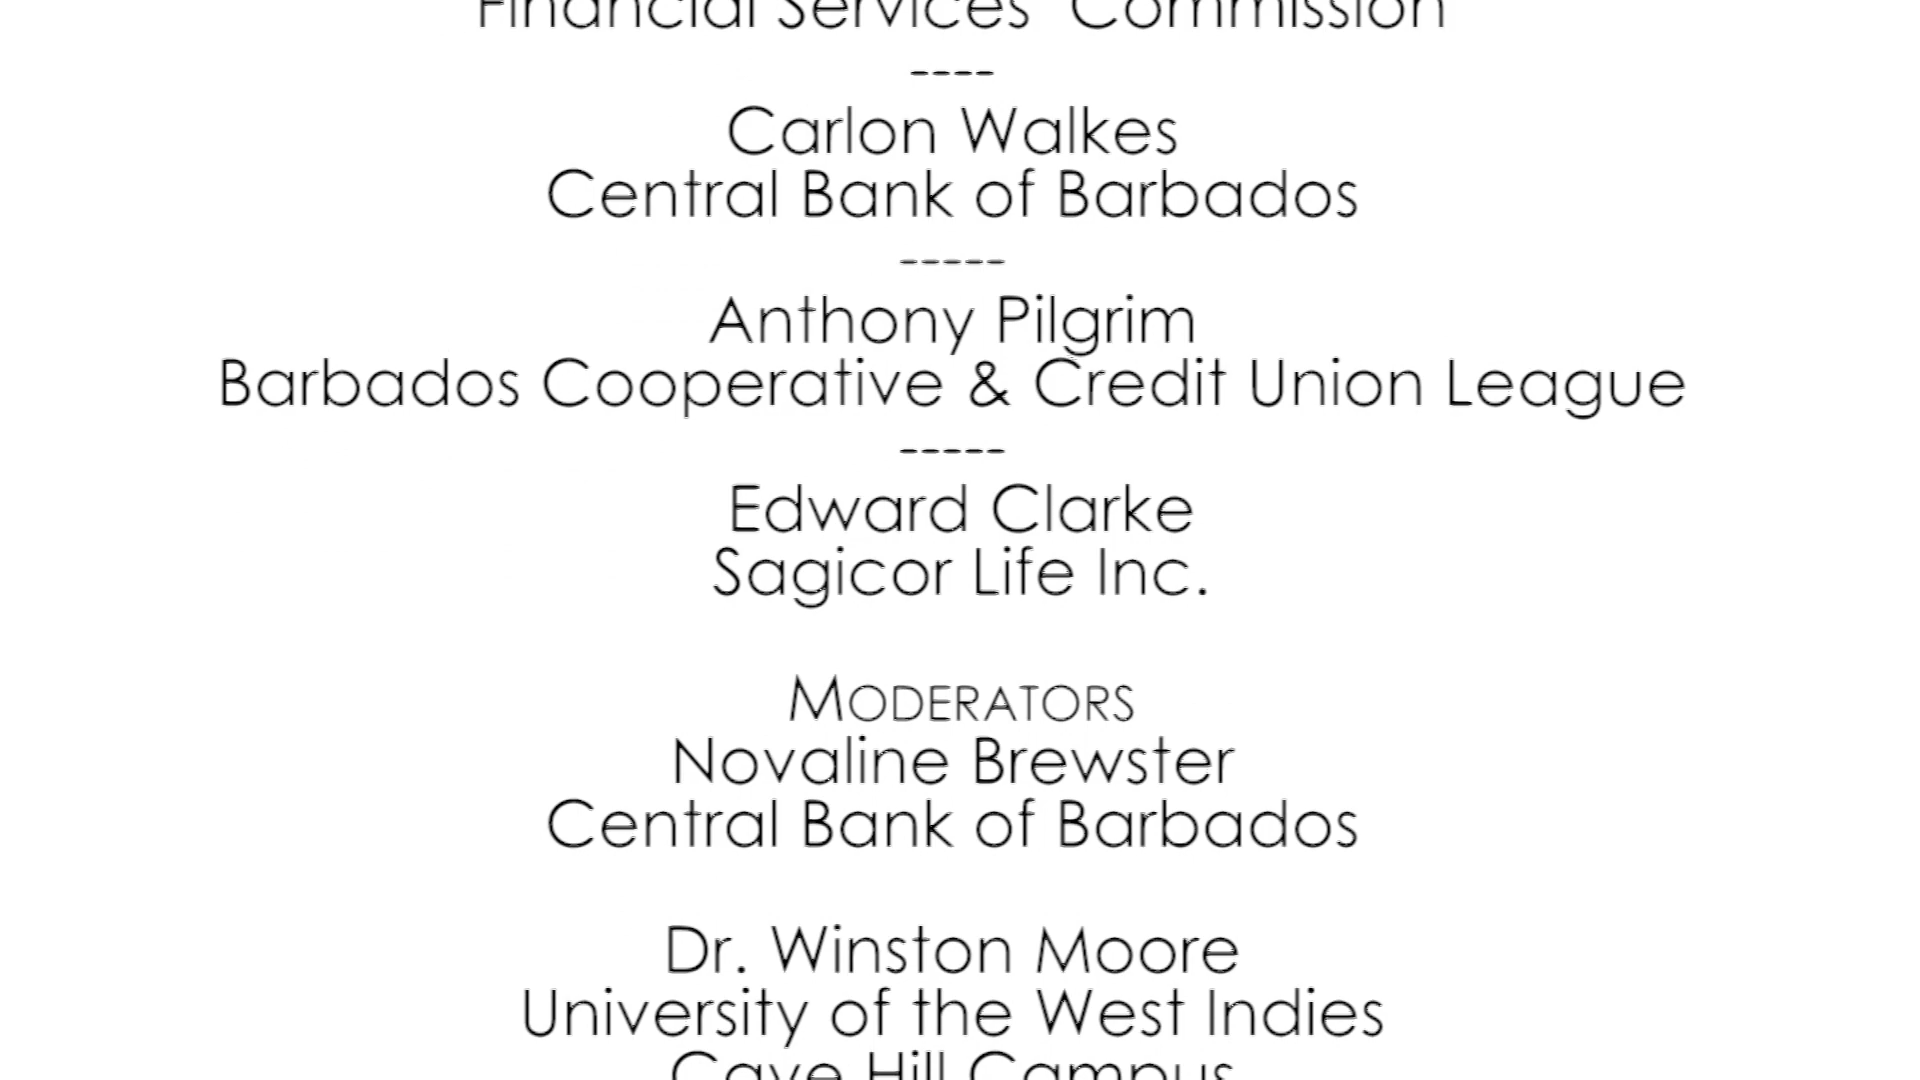 Financial Services Commission
----
Carlon Walkes
Central Bank of Barbados
-----
Anthony Pilgrim
Barbados Cooperative & Credit Union League
-----
Edward Clarke
Sagicor Life Inc.
MODERATORS
Novaline Brewster
Central Bank of Barbados
Dr. Winston Moore
University of the West Indies
Cave Hill Campus